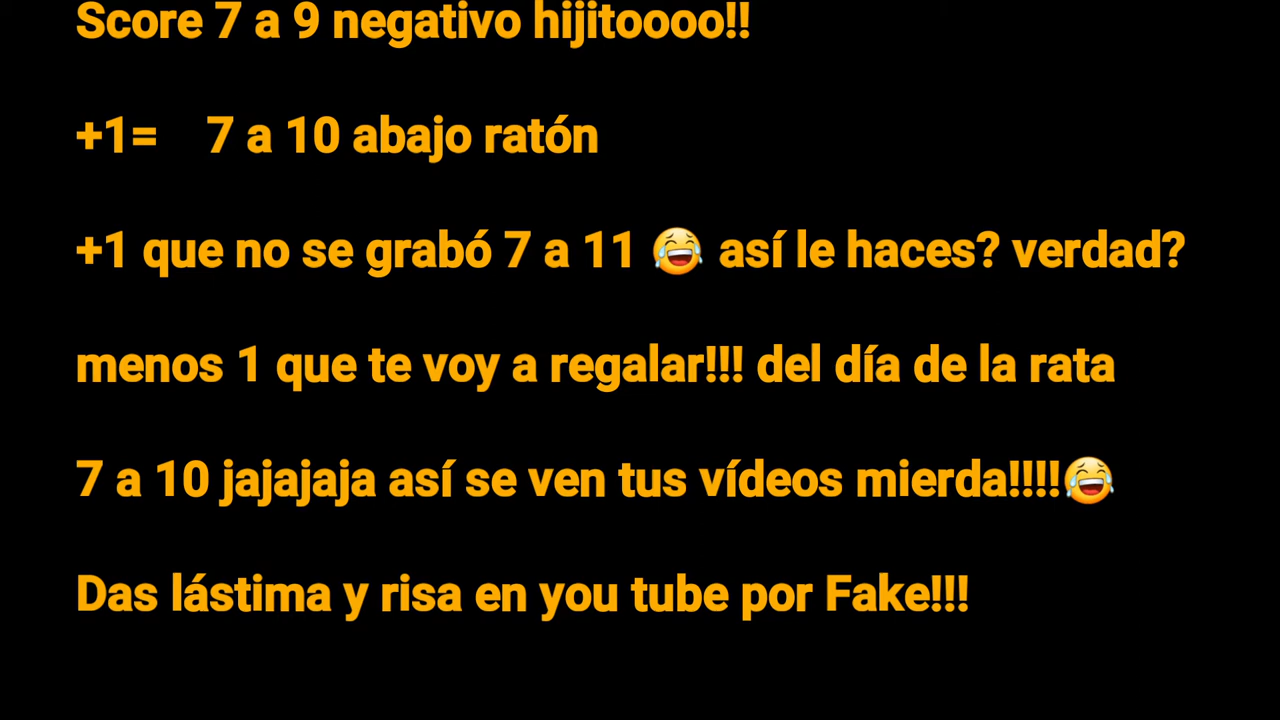 Score 7 a 9 negativo hijitoooo!!
+1= 7 a 10 abajo ratón
+1 que no se grabó 7 a 11 😂 así le haces? verdad?
menos 1 que te voy a regalar!!! del día de la rata
7 a 10 jajajaja así se ven tus vídeos mierda!!!!😂
Das lástima y risa en you tube por Fake!!!